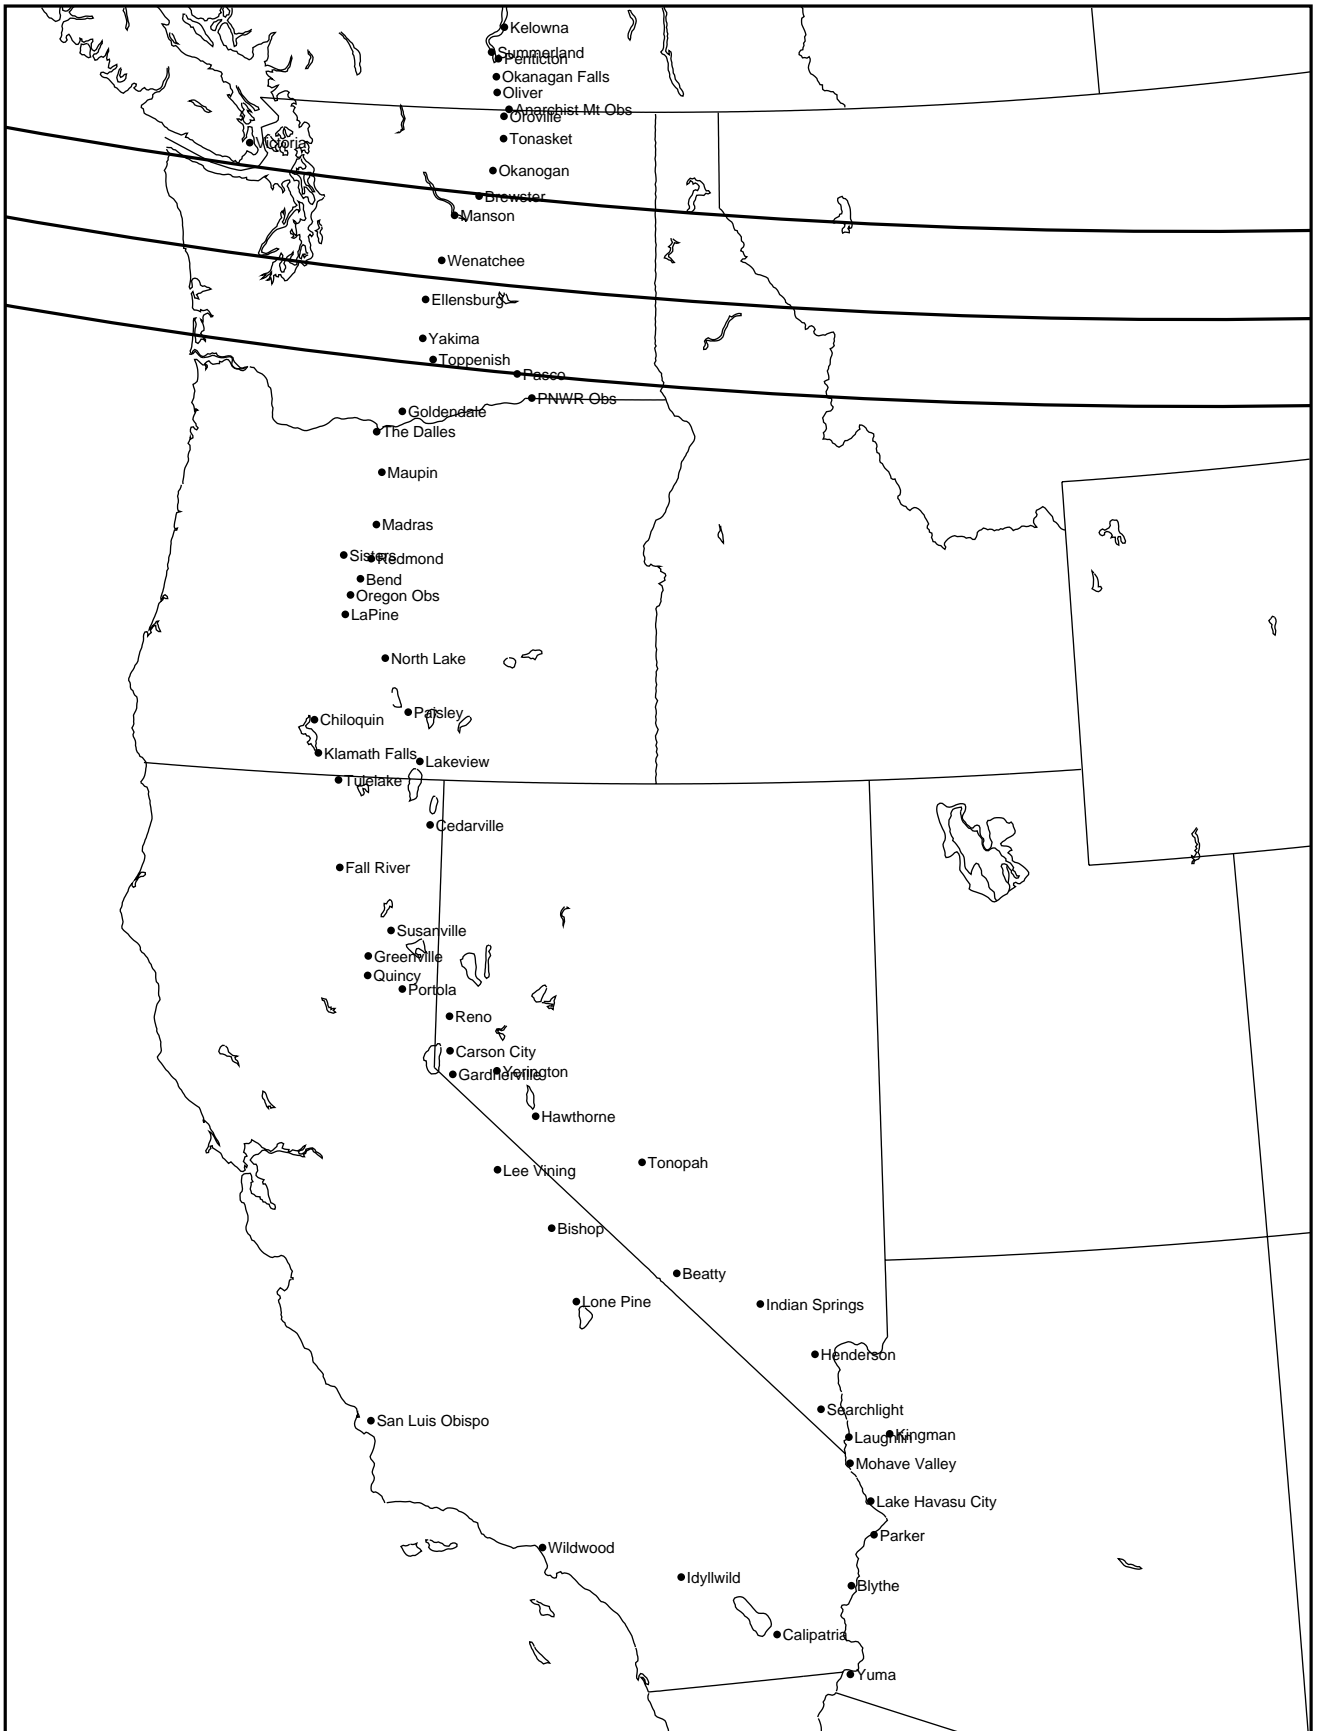 Kelowna
Summerland
Penticton
Okanagan Falls
Oliver
Anarchist Mt Obs
Oroville
Tonasket
Victoria
Okanogan
Brewster
Manson
Wenatchee
Ellensburg
Yakima
Toppenish
Pasco
PNWR Obs
Goldendale
The Dalles
Maupin
Madras
Sisters
Redmond
Bend
Oregon Obs
LaPine
North Lake
Paisley
Chiloquin
Klamath Falls
Lakeview
Tulelake
Cedarville
Fall River
Susanville
Greenville
Quincy
Portola
Reno
Carson City
Yerington
Gardnerville
Hawthorne
Tonopah
Lee Vining
Bishop
Beatty
Lone Pine
Indian Springs
Henderson
Searchlight
San Luis Obispo
Kingman
Laughlin
Mohave Valley
Lake Havasu City
Parker
Wildwood
Idyllwild
Blythe
Calipatria
Yuma